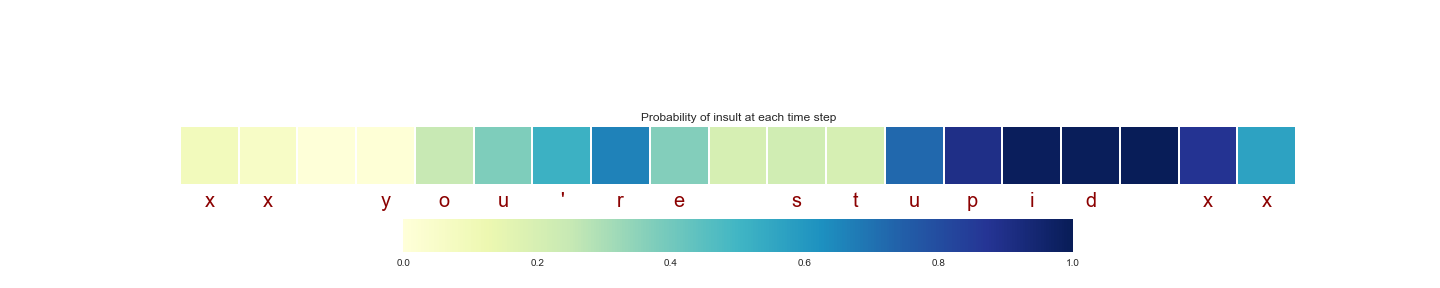 Probability of insult at each time step
x x y o u ' r e s t u p i d x x
0.0 0.2 0.4 0.6 0.8 1.0